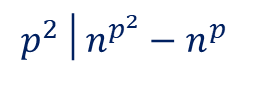 p² | n^{p²} − n^p